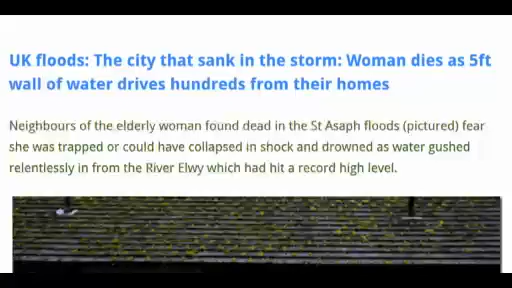 UK floods: The city that sank in the storm: Woman dies as 5ft
wall of water drives hundreds from their homes
Neighbours of the elderly woman found dead in the St Asaph floods (pictured) fear
she was trapped or could have collapsed in shock and drowned as water gushed
relentlessly in from the River Elwy which had hit a record high level.